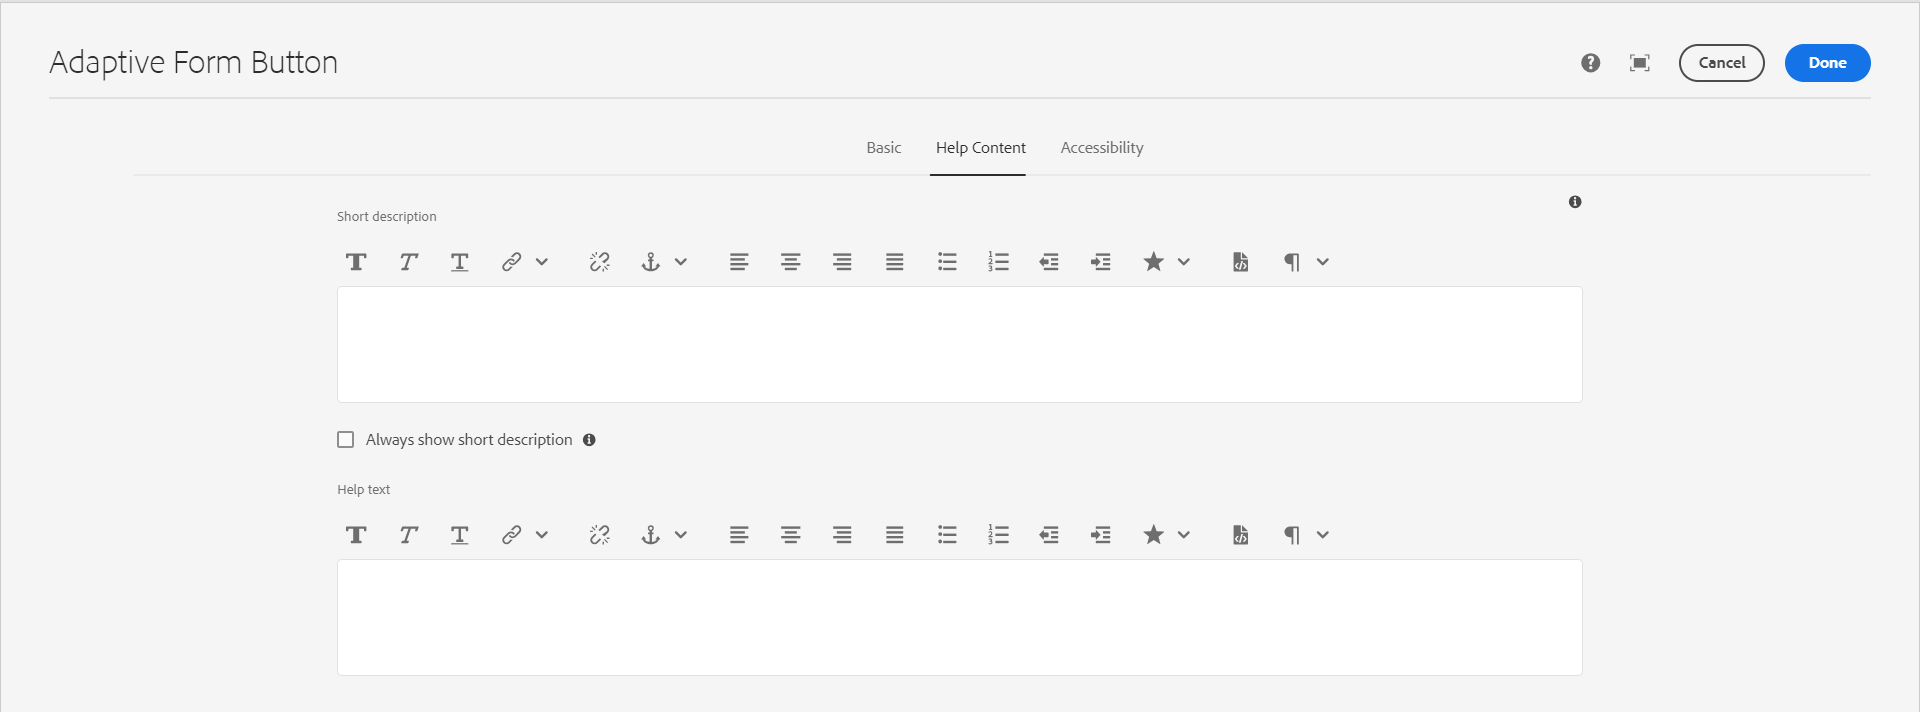 Adaptive Form Button
Cancel
Done
Basic
Help Content
Accessibility
Short description
Always show short description
Help text